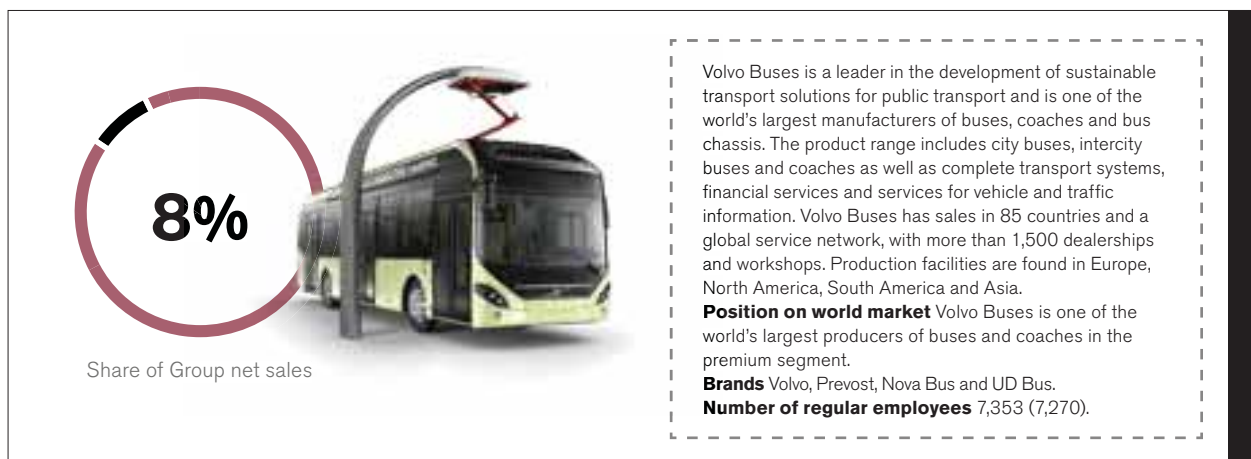 8%
Share of Group net sales
Volvo Buses is a leader in the development of sustainable
transport solutions for public transport and is one of the
world's largest manufacturers of buses, coaches and bus
chassis. The product range includes city buses, intercity
buses and coaches as well as complete transport systems,
financial services and services for vehicle and traffic
information. Volvo Buses has sales in 85 countries and a
global service network, with more than 1,500 dealerships
and workshops. Production facilities are found in Europe,
North America, South America and Asia.
Position on world market Volvo Buses is one of the
world's largest producers of buses and coaches in the
premium segment.
Brands Volvo, Prevost, Nova Bus and UD Bus.
Number of regular employees 7,353 (7,270).